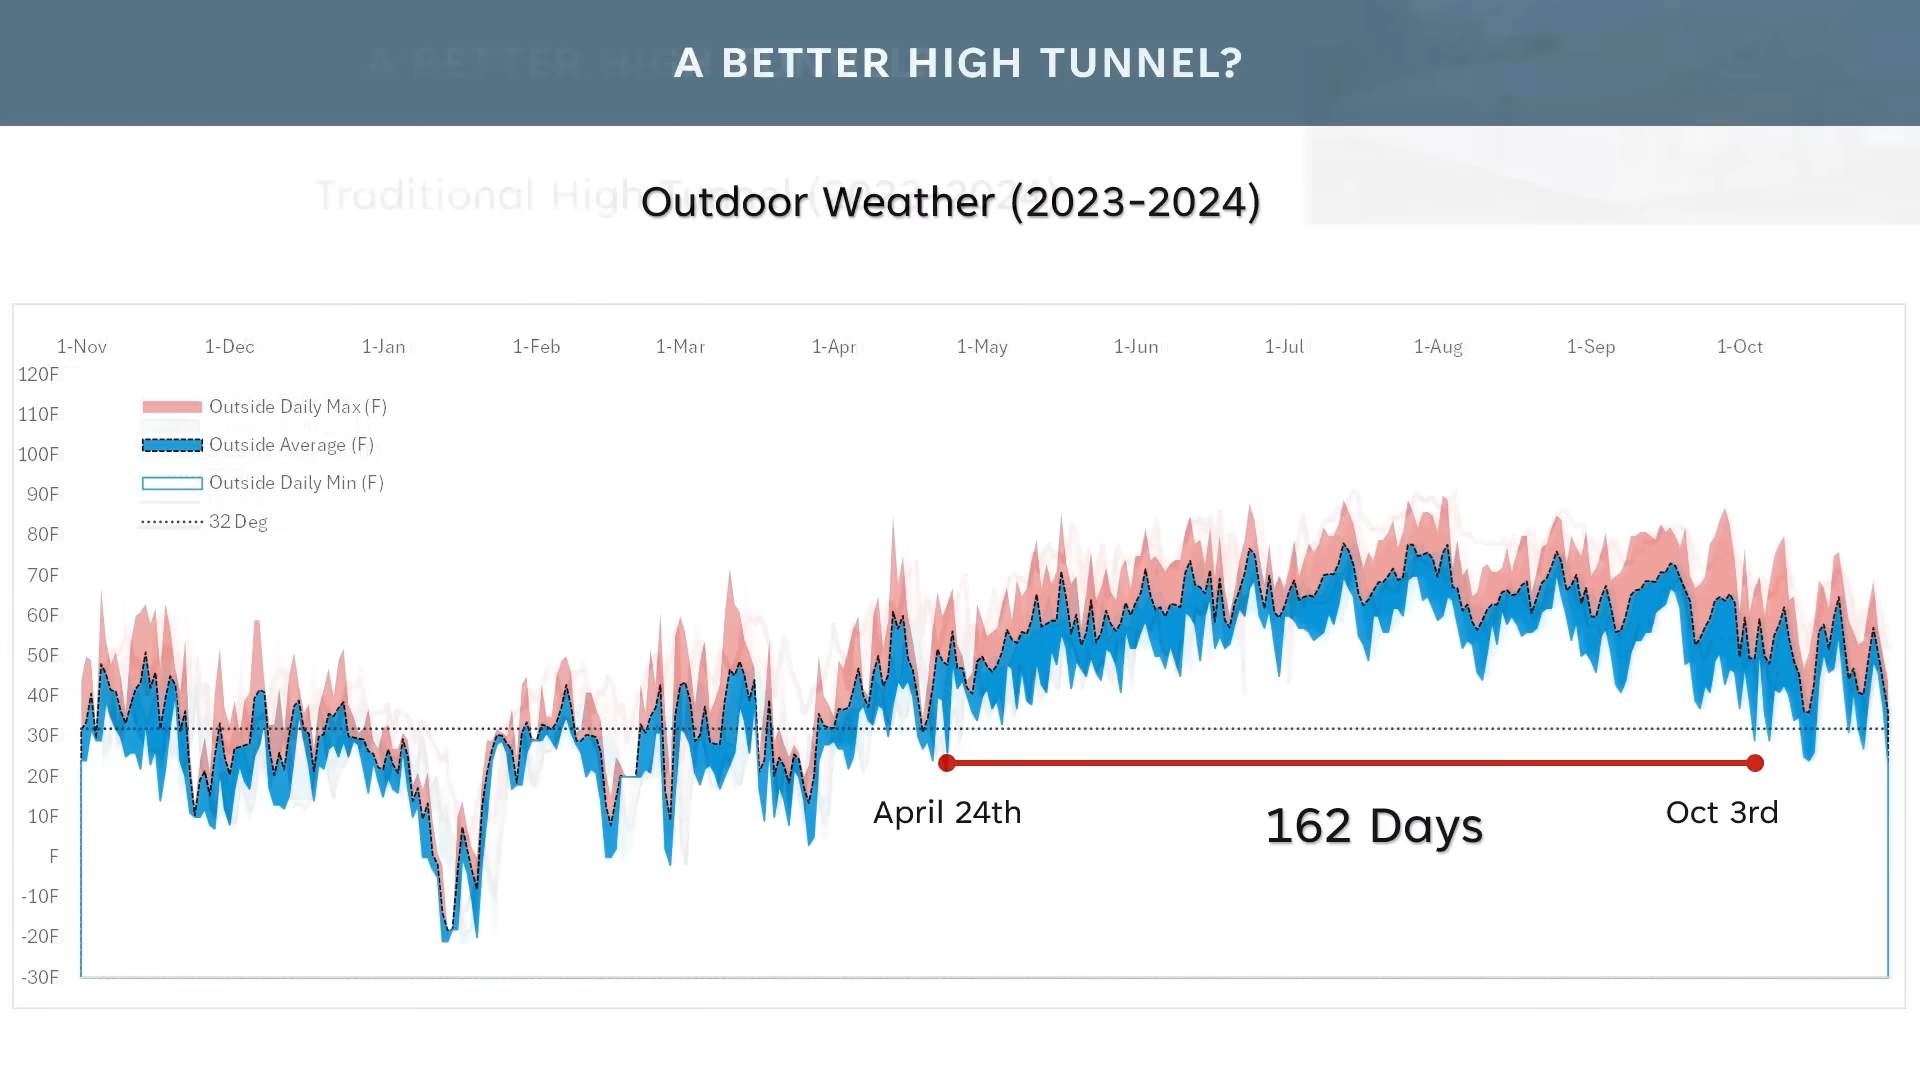 A BETTER HIGH TUNNEL?
Traditional High
Outdoor Weather (2023-2024)
1-Nov 1-Dec 1-Jan 1-Feb 1-Mar 1-Apr 1-May 1-Jun 1-Jul 1-Aug 1-Sep 1-Oct
120F
110F
100F
90F
80F
70F
60F
50F
40F
30F
20F
10F
F
-10F
-20F
-30F
Outside Daily Max (F)
Outside Average (F)
Outside Daily Min (F)
32 Deg
April 24th
162 Days
Oct 3rd